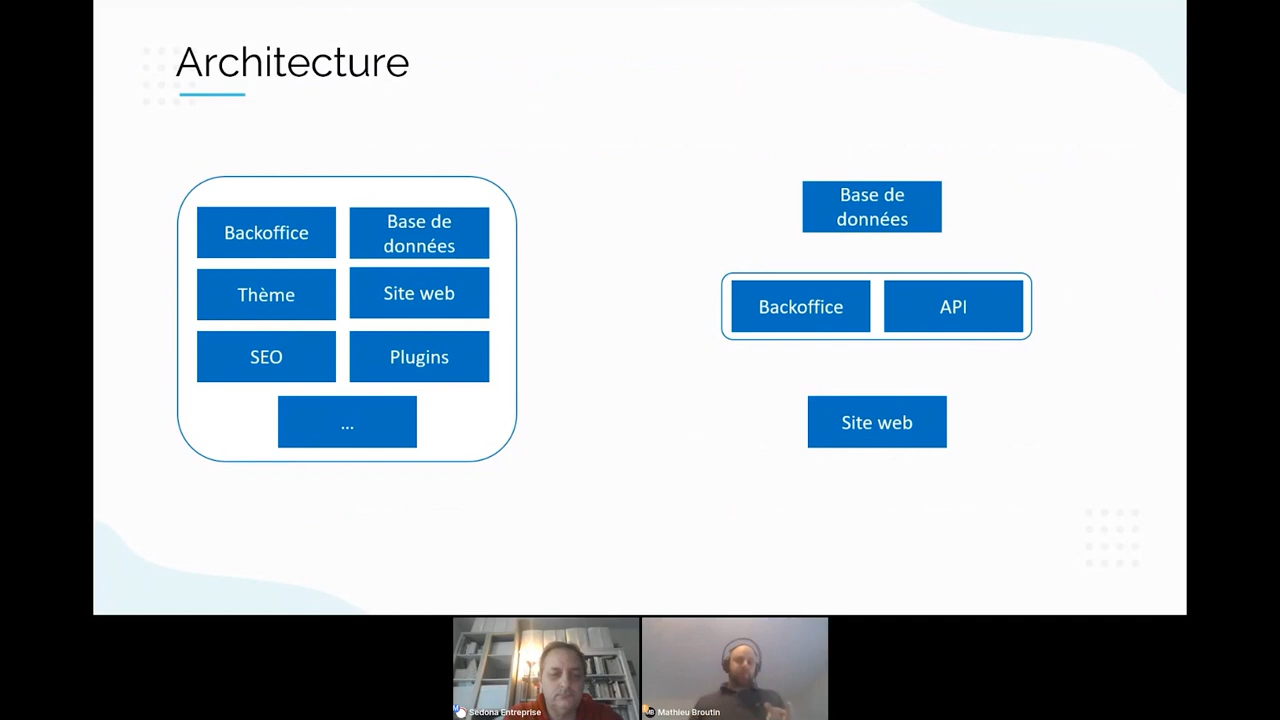 Architecture
Backoffice
Base de
données
Thème
Site web
SEO
Plugins
...
Base de
données
Backoffice
API
Site web
Sedona Entreprise
Mathieu Broutin